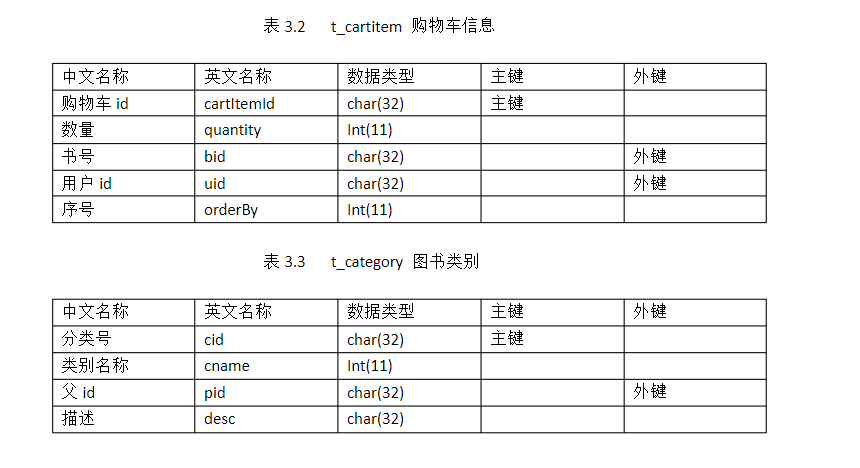 表 3.2 t_cartitem 购物车信息
中文名称 英文名称 数据类型 主键 外键
购物车 id cartItemId char(32) 主键
数量 quantity Int(11)
书号 bid char(32) 外键
用户 id uid char(32) 外键
序号 orderBy Int(11)
表 3.3 t_category 图书类别
中文名称 英文名称 数据类型 主键 外键
分类号 cid char(32) 主键
类别名称 cname Int(11)
父 id pid char(32) 外键
描述 desc char(32)